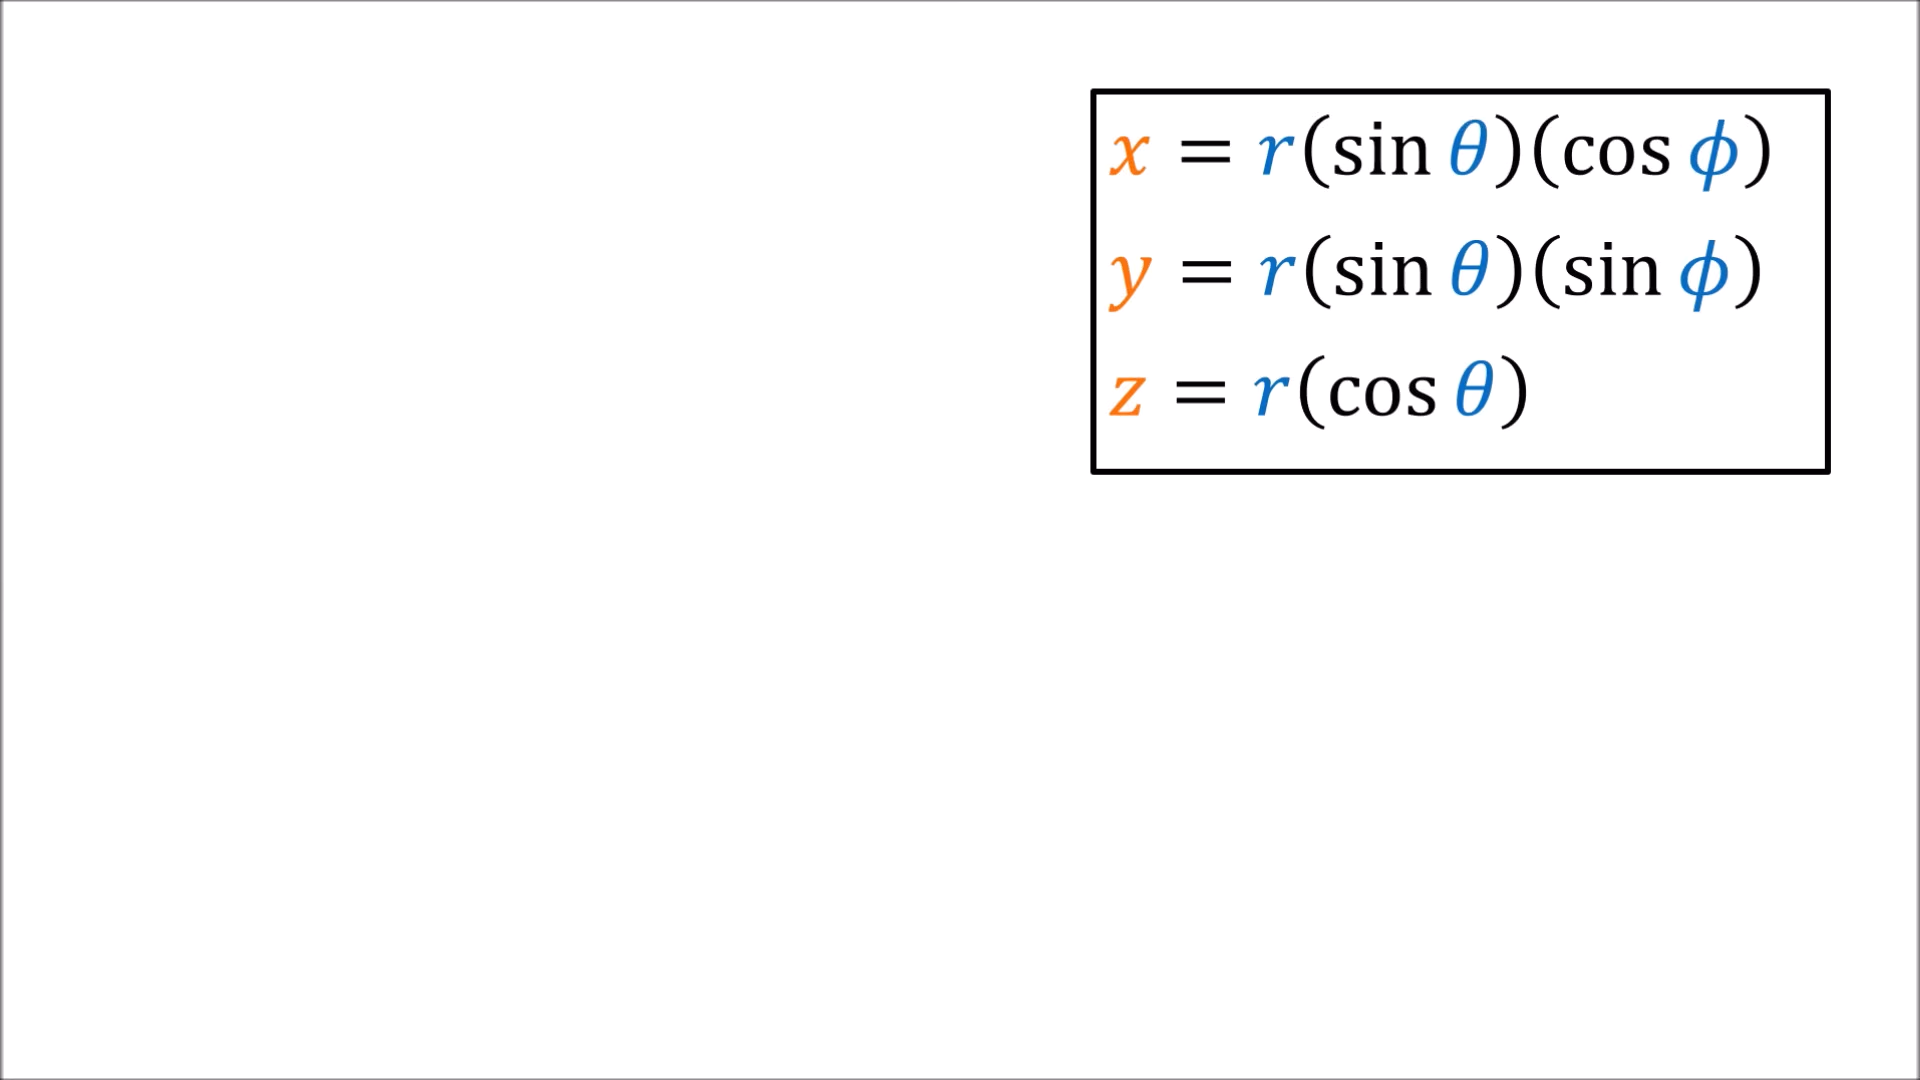 x = r(sin θ)(cos ϕ)
y = r(sin θ)(sin ϕ)
z = r(cos θ)